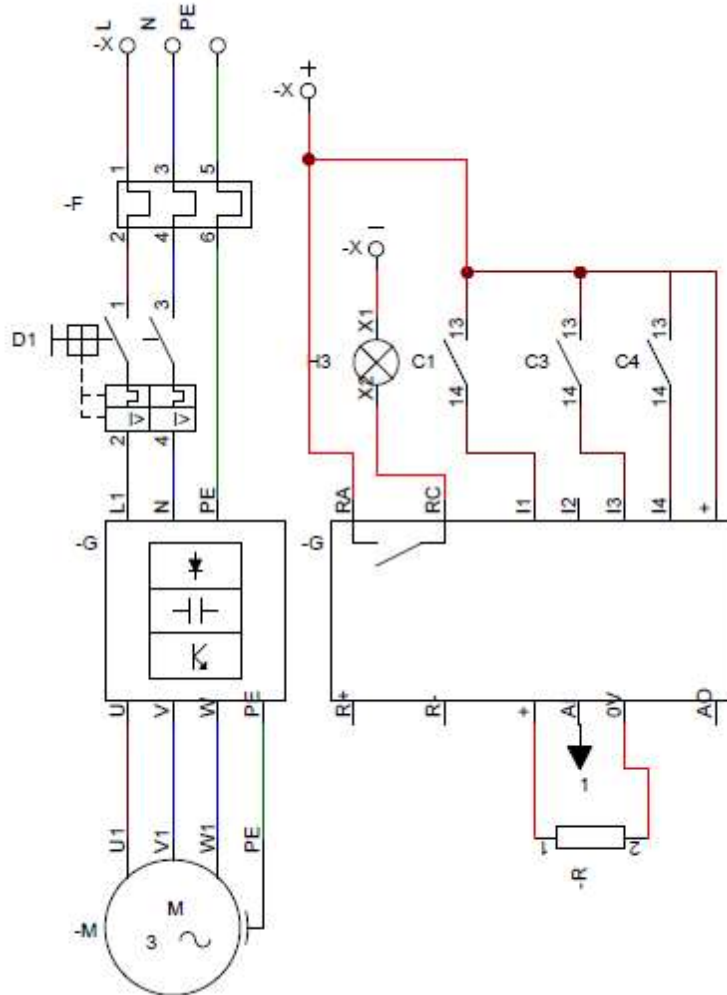 L N PE
-X
+
-X
1 3 5
-F
2 4 6
−
-X
1 3
D1
X1
H3
X2
13
C1
14
13
C3
14
13
C4
14
I> I>
2 4
L1 N PE
RA RC I1 I2 I3 I4 +
-G
-G
U V W PE
R+ R- + A 0V AO
1
1 2
-R
U1 V1 W1 PE
-M
M
3